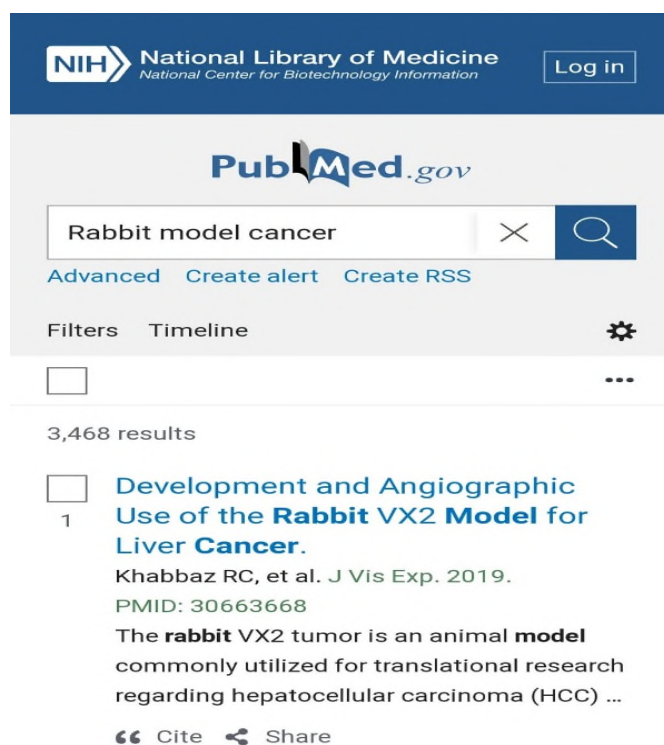 NIH National Library of Medicine
National Center for Biotechnology Information
Log in
PubMed.gov
Rabbit model cancer
Advanced Create alert Create RSS
Filters Timeline
3,468 results
1
Development and Angiographic
Use of the Rabbit VX2 Model for
Liver Cancer.
Khabbaz RC, et al. J Vis Exp. 2019.
PMID: 30663668
The rabbit VX2 tumor is an animal model
commonly utilized for translational research
regarding hepatocellular carcinoma (HCC) ...
Cite Share